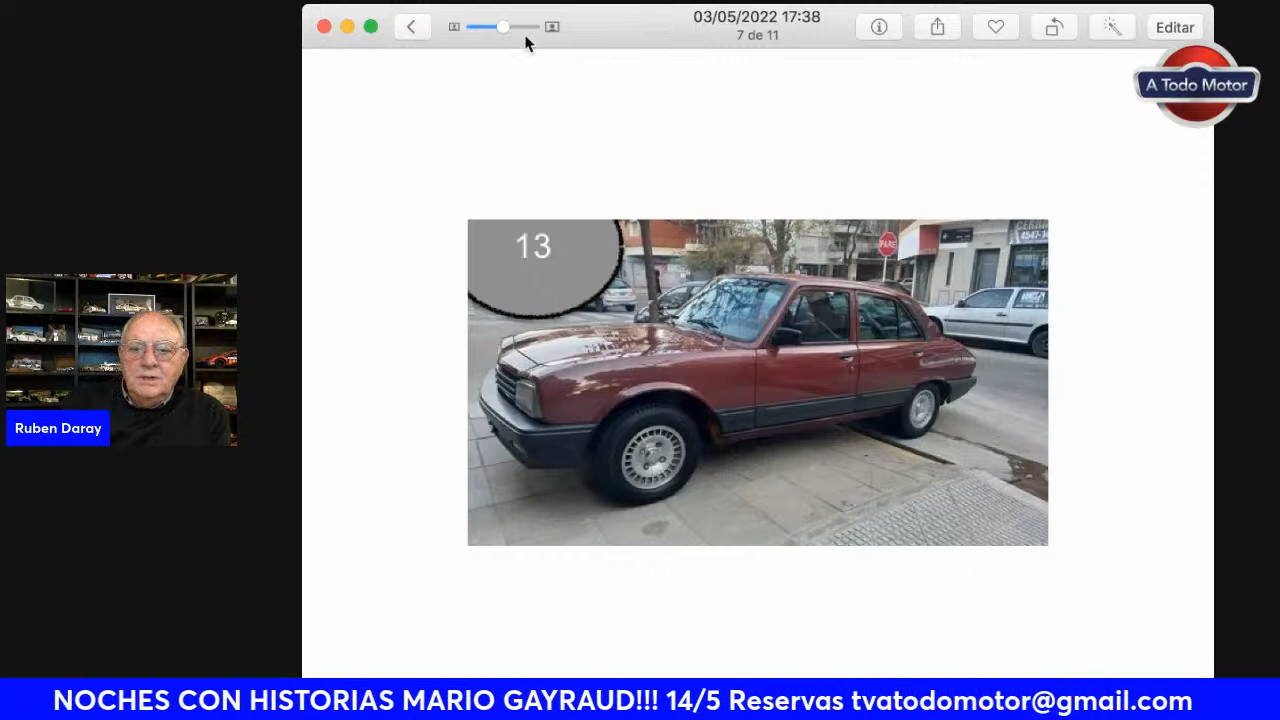 03/05/2022 17:38
7 de 11
Editar
A Todo Motor
13
PARE
Ruben Daray
NOCHES CON HISTORIAS MARIO GAYRAUD!!! 14/5 Reservas tvatodomotor@gmail.com